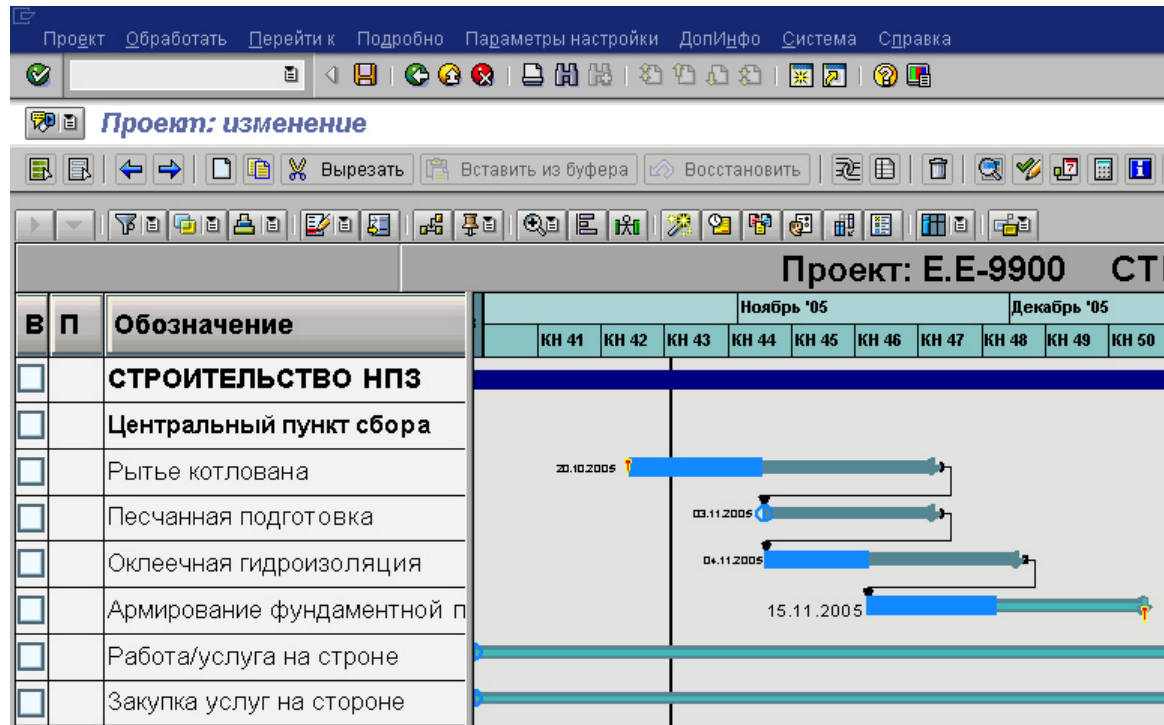 Проект Обработать Перейти к Подробно Параметры настройки ДопИнфо Система Справка
Проект: изменение
Вырезать Вставить из буфера Восстановить
Проект: E.E-9900 СТ
Ноябрь '05 Декабрь '05
В П Обозначение
КН 41 КН 42 КН 43 КН 44 КН 45 КН 46 КН 47 КН 48 КН 49 КН 50
СТРОИТЕЛЬСТВО НПЗ
Центральный пункт сбора
Рытье котлована 20.10.2005
Песчанная подготовка 03.11.2005
Оклеечная гидроизоляция 04.11.2005
Армирование фундаментной п 15.11.2005
Работа/услуга на строне
Закупка услуг на стороне